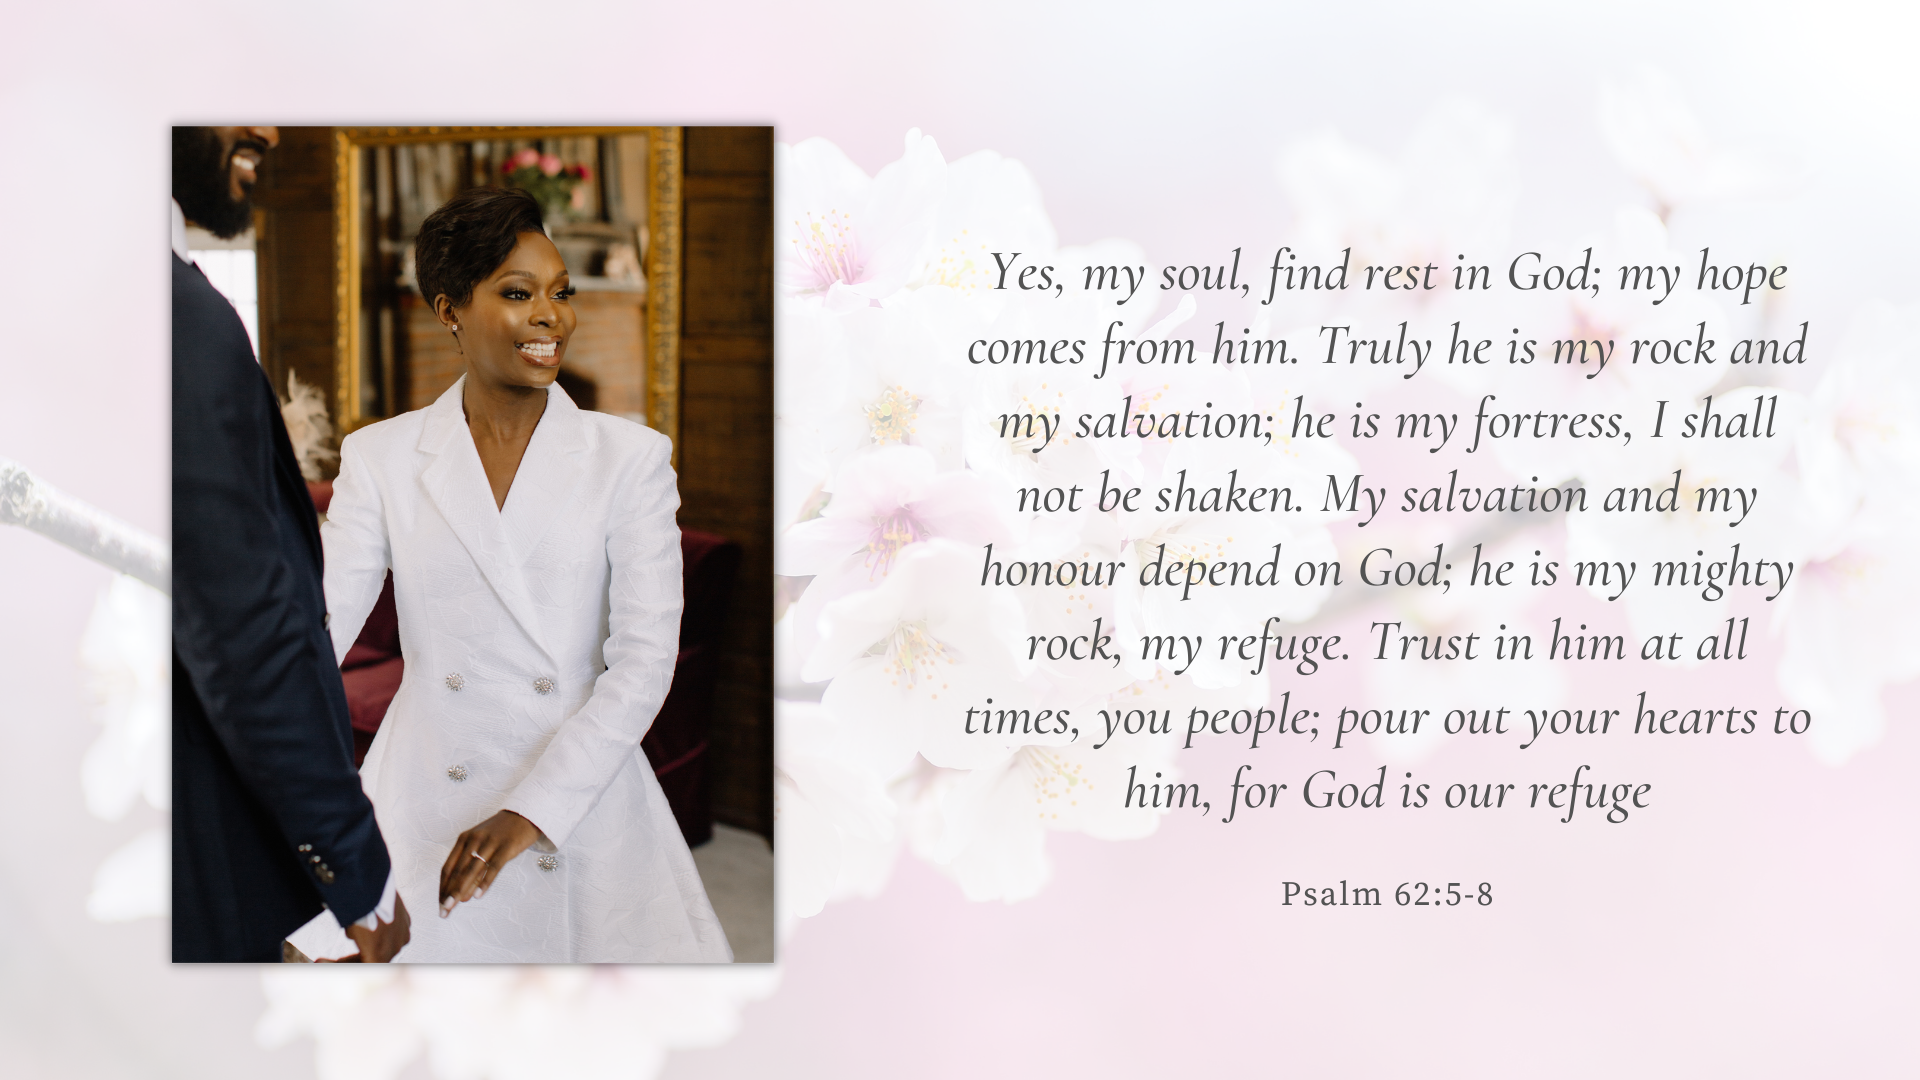 Yes, my soul, find rest in God; my hope
comes from him. Truly he is my rock and
my salvation; he is my fortress, I shall
not be shaken. My salvation and my
honour depend on God; he is my mighty
rock, my refuge. Trust in him at all
times, you people; pour out your hearts to
him, for God is our refuge
Psalm 62:5-8